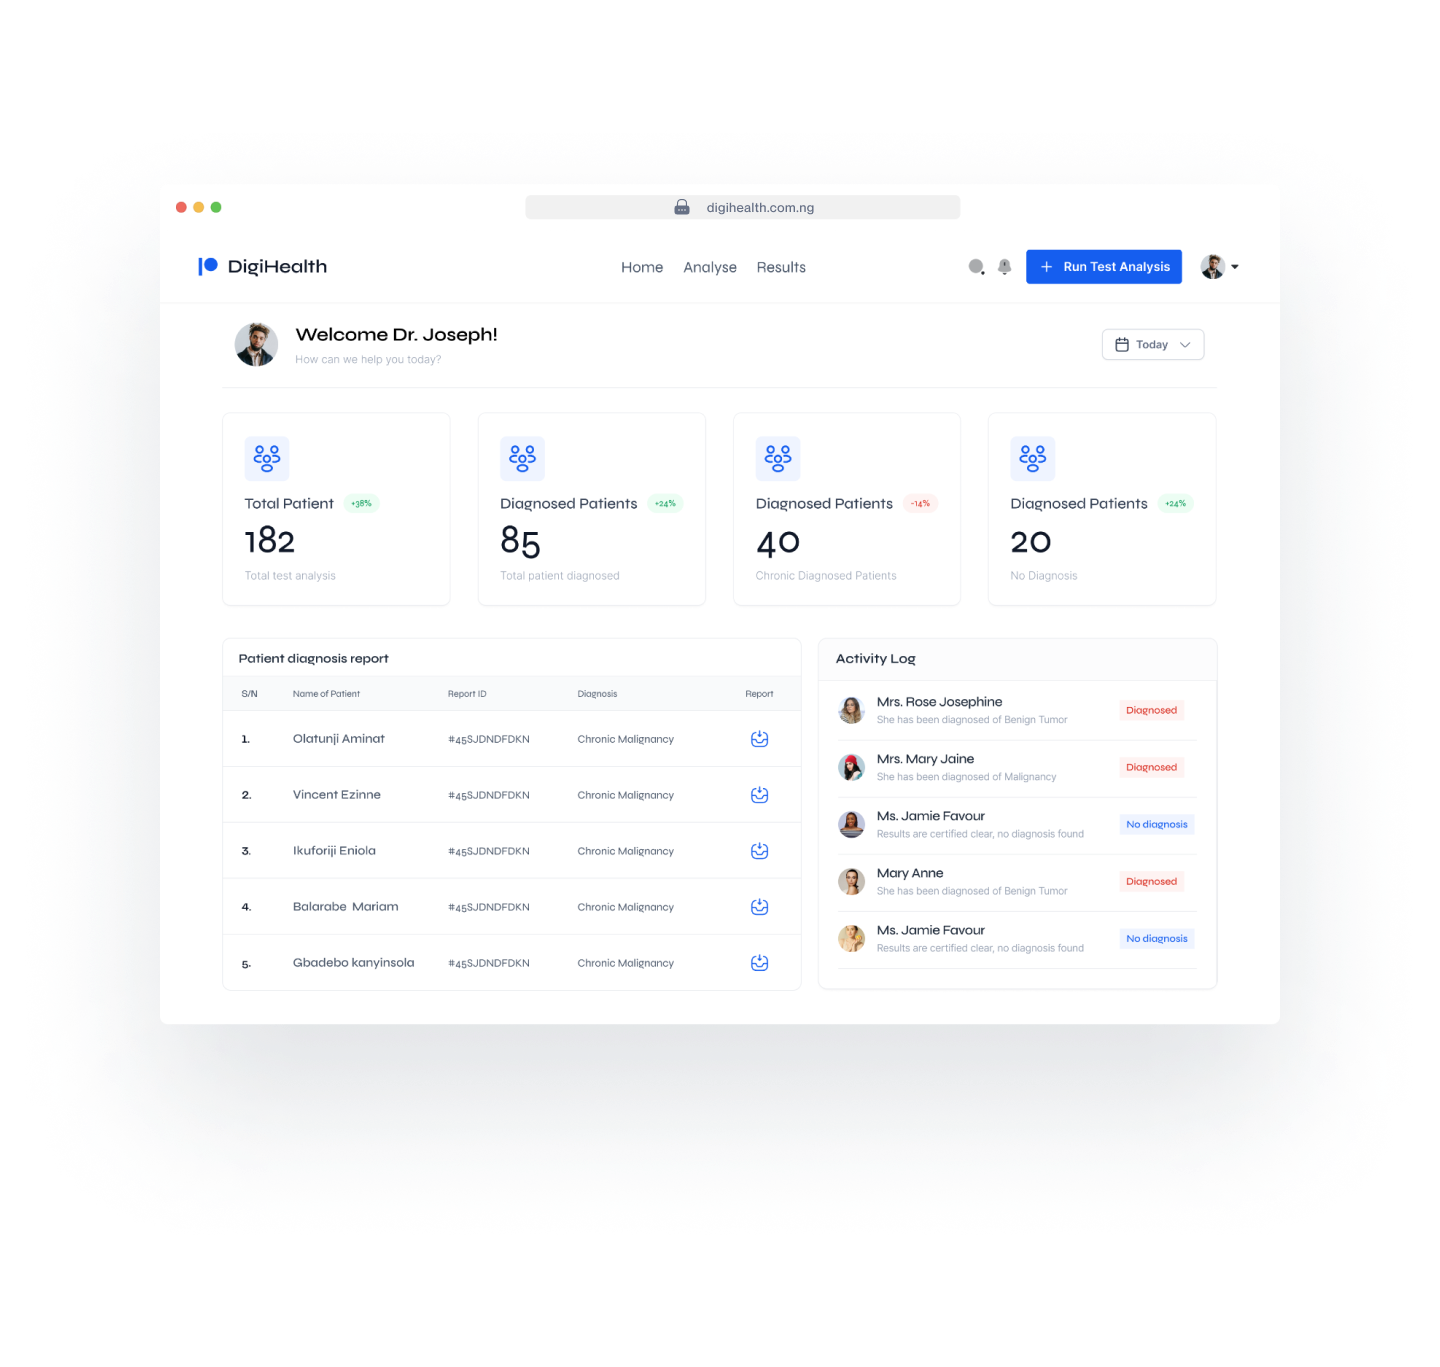 digihealth.com.ng
DigiHealth
Home Analyse Results
+ Run Test Analysis
Welcome Dr. Joseph!
How can we help you today?
Today
Total Patient +38%
182
Total test analysis
Diagnosed Patients +24%
85
Total patient diagnosed
Diagnosed Patients -14%
40
Chronic Diagnosed Patients
Diagnosed Patients +24%
20
No Diagnosis
Patient diagnosis report
S/N Name of Patient Report ID Diagnosis Report
1. Olatunji Aminat #45SJDNDFDKN Chronic Malignancy
2. Vincent Ezinne #45SJDNDFDKN Chronic Malignancy
3. Ikuforiji Eniola #45SJDNDFDKN Chronic Malignancy
4. Balarabe Mariam #45SJDNDFDKN Chronic Malignancy
5. Gbadebo kanyinsola #45SJDNDFDKN Chronic Malignancy
Activity Log
Mrs. Rose Josephine
She has been diagnosed of Benign Tumor
Diagnosed
Mrs. Mary Jaine
She has been diagnosed of Malignancy
Diagnosed
Ms. Jamie Favour
Results are certified clear, no diagnosis found
No diagnosis
Mary Anne
She has been diagnosed of Benign Tumor
Diagnosed
Ms. Jamie Favour
Results are certified clear, no diagnosis found
No diagnosis